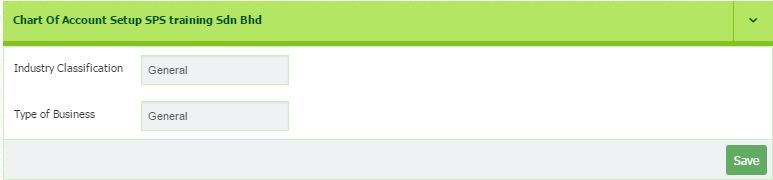 Chart Of Account Setup SPS training Sdn Bhd
Industry Classification General
Type of Business General
Save